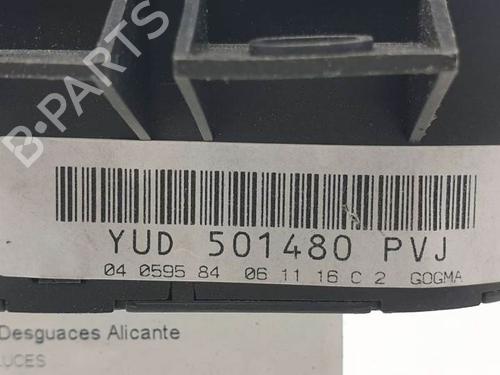 B-PARTS
YUD 501480 PVJ
04 0595 84 06 11 16 C 2 GOGMA
Desguaces Alicante
LUCES